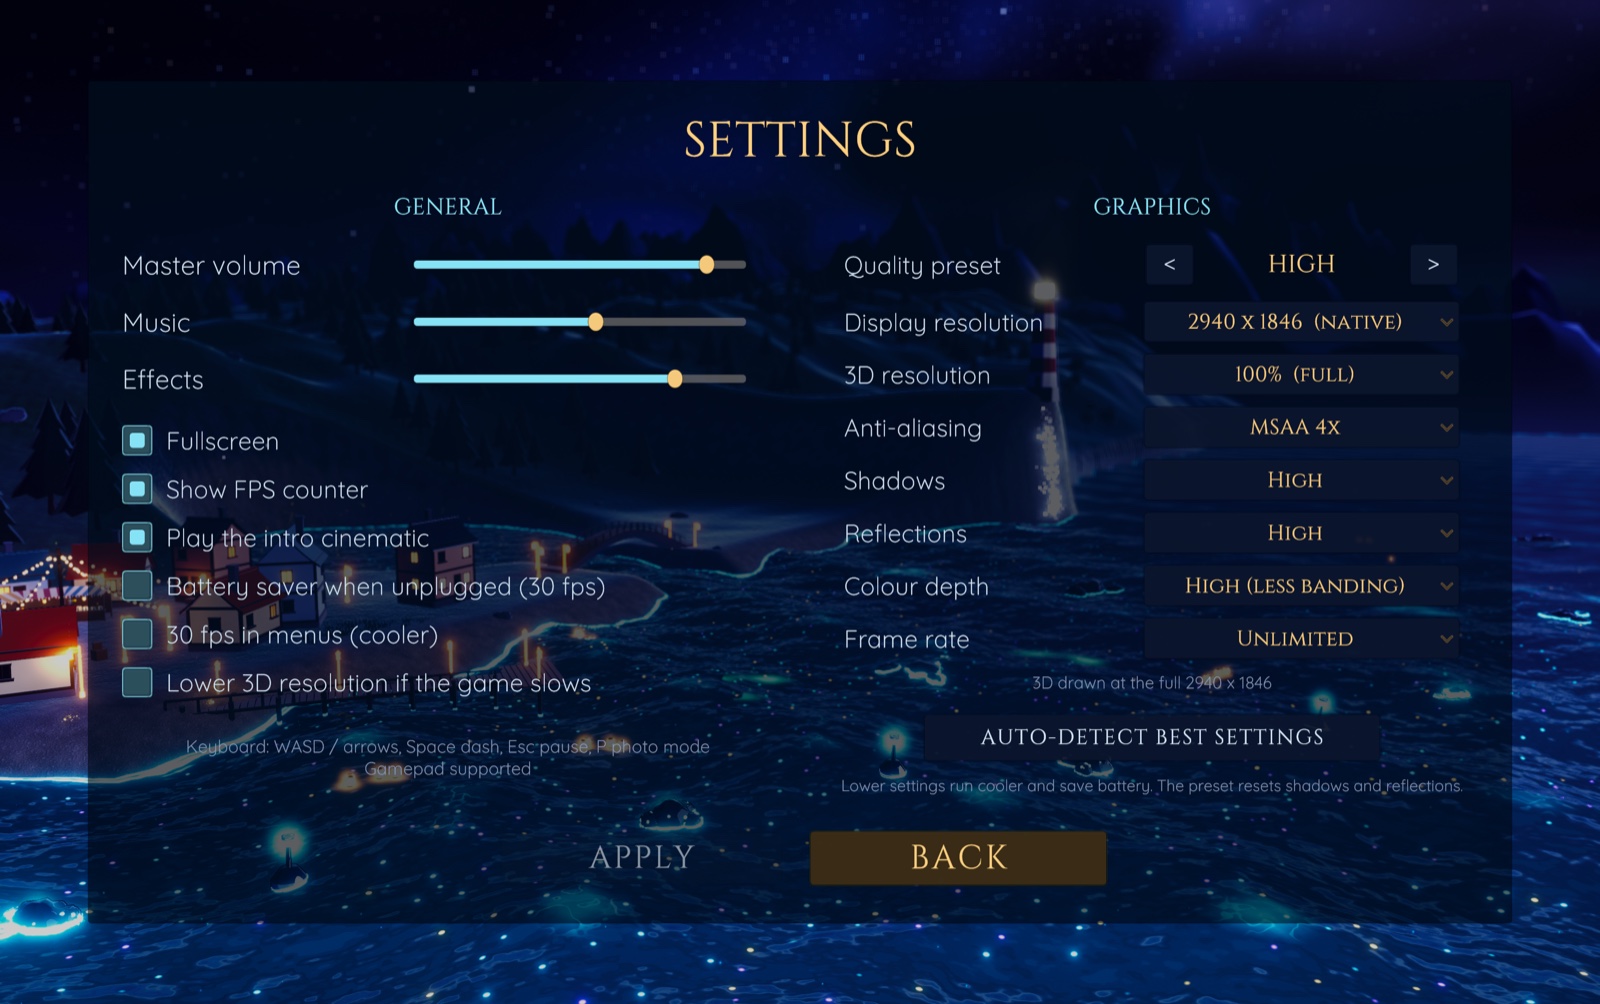 SETTINGS
GENERAL
Master volume
Music
Effects
Fullscreen
Show FPS counter
Play the intro cinematic
Battery saver when unplugged (30 fps)
30 fps in menus (cooler)
Lower 3D resolution if the game slows
Keyboard: WASD / arrows, Space dash, Esc pause, P photo mode
Gamepad supported
GRAPHICS
Quality preset < HIGH >
Display resolution 2940 X 1846 (NATIVE)
3D resolution 100% (FULL)
Anti-aliasing MSAA 4X
Shadows HIGH
Reflections HIGH
Colour depth HIGH (LESS BANDING)
Frame rate UNLIMITED
3D drawn at the full 2940 x 1846
AUTO-DETECT BEST SETTINGS
Lower settings run cooler and save battery. The preset resets shadows and reflections.
APPLY
BACK